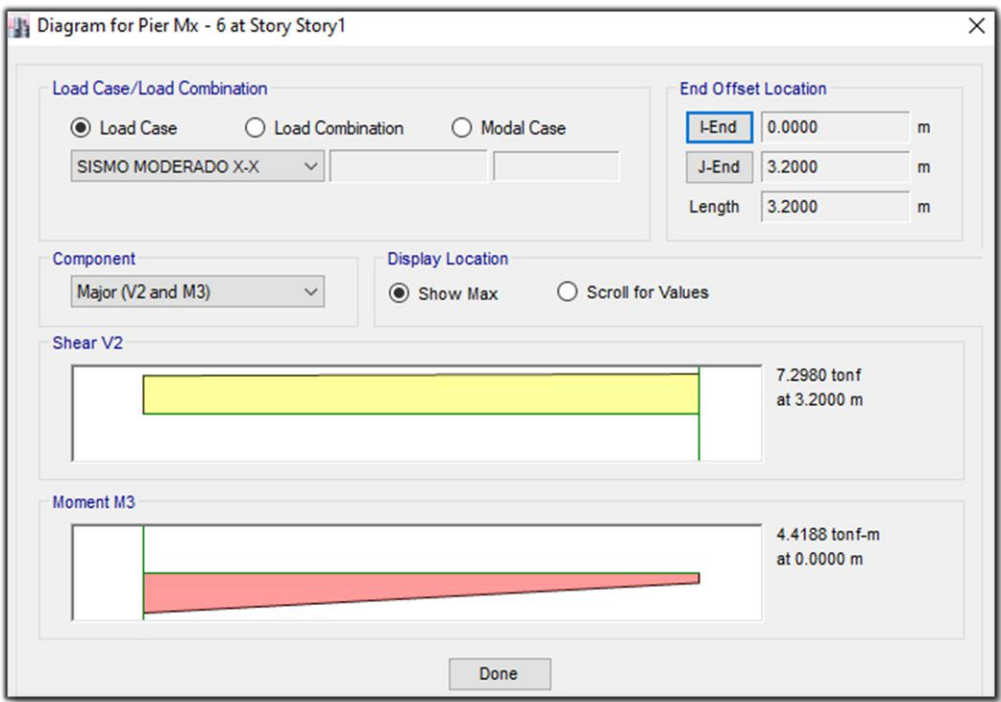 Diagram for Pier Mx - 6 at Story Story1
Load Case/Load Combination
Load Case
Load Combination
Modal Case
SISMO MODERADO X-X
End Offset Location
I-End 0.0000 m
J-End 3.2000 m
Length 3.2000 m
Component
Major (V2 and M3)
Display Location
Show Max
Scroll for Values
Shear V2
7.2980 tonf
at 3.2000 m
Moment M3
4.4188 tonf-m
at 0.0000 m
Done